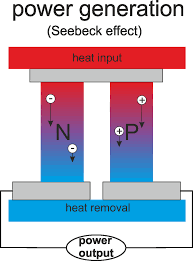 power generation
(Seebeck effect)
heat input
-
+
N
P
+
-
heat removal
power
output